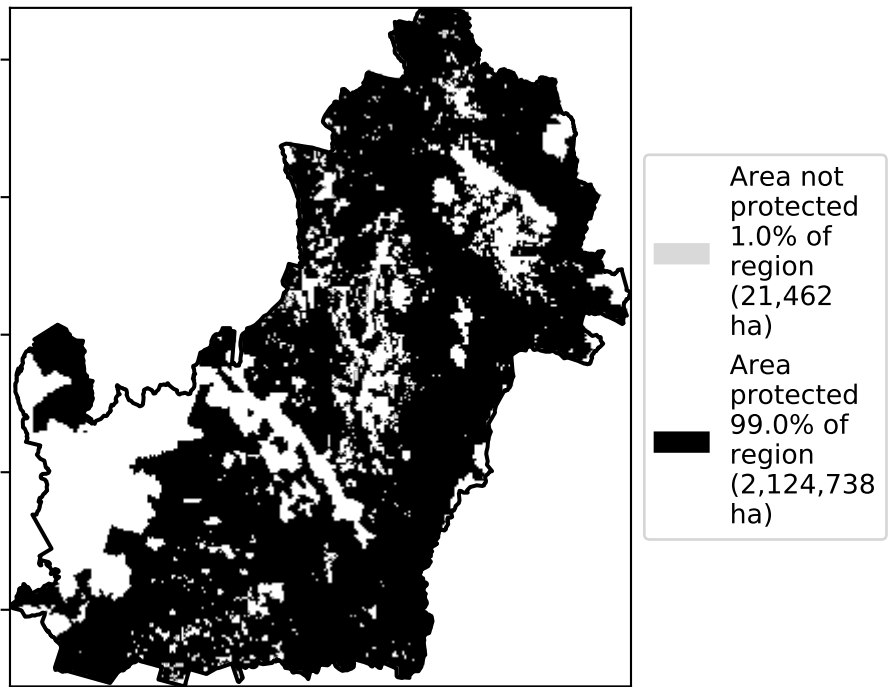 Area not
protected
1.0% of
region
(21,462
ha)
Area
protected
99.0% of
region
(2,124,738
ha)